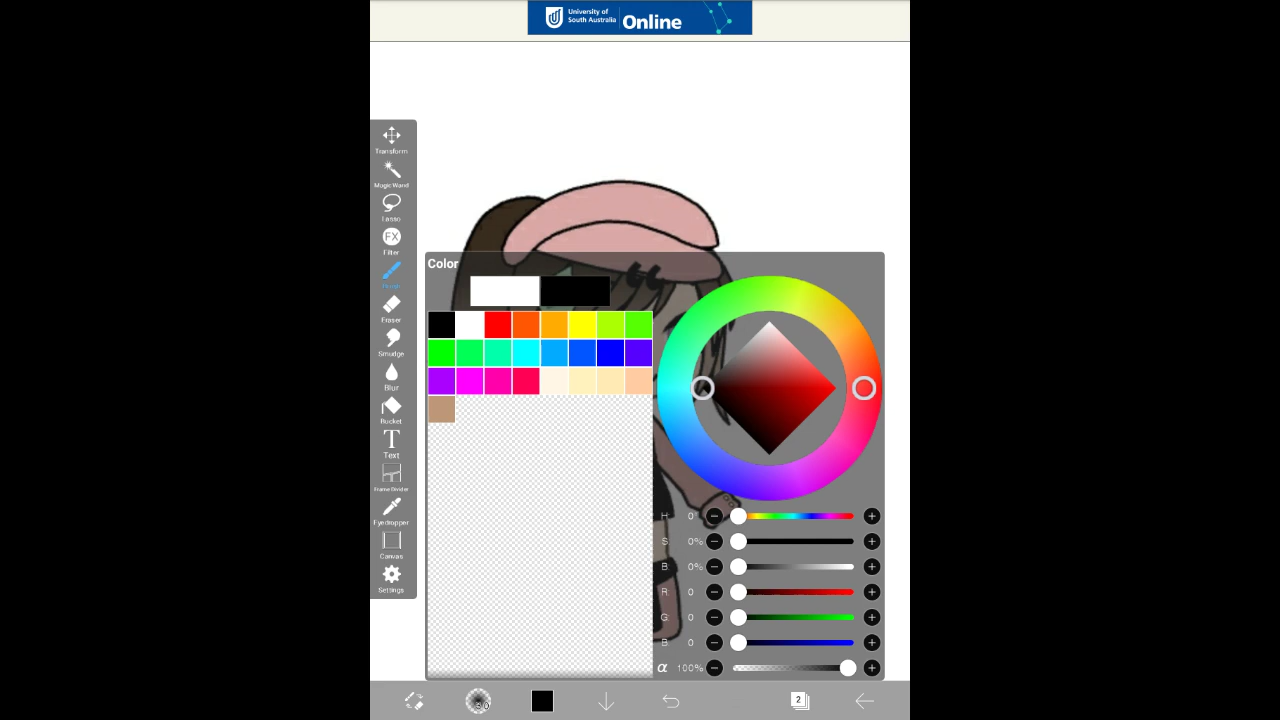 University of
South Australia
Online
Transform
Magic Wand
Lasso
FX
Filter
Brush
Eraser
Smudge
Blur
Bucket
T
Text
Frame Divider
Eyedropper
Canvas
Settings
Color
H: 0°
S: 0%
B: 0%
R: 0
G: 0
B: 0
α 100%
2